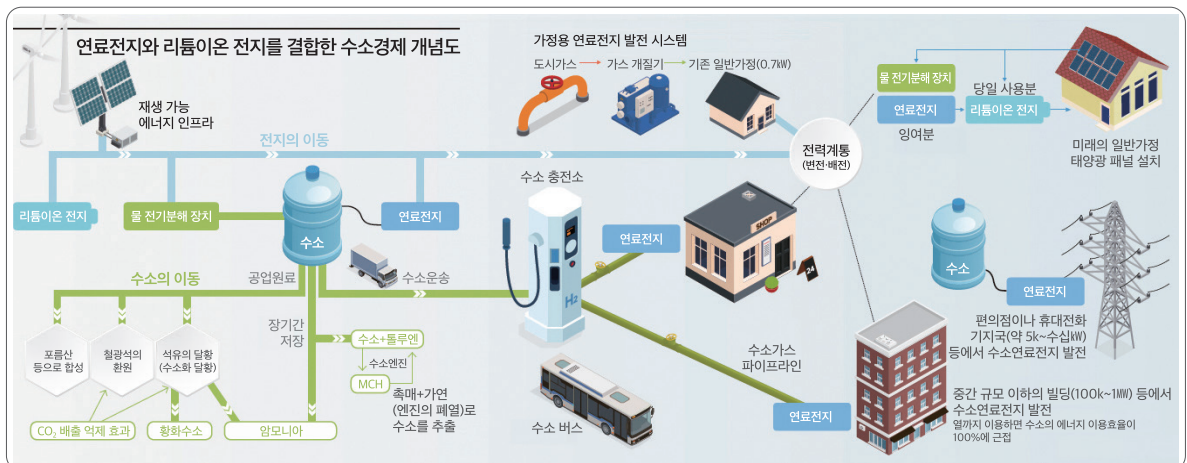 연료전지와 리튬이온 전지를 결합한 수소경제 개념도
재생 가능
에너지 인프라
전지의 이동
리튬이온 전지
물 전기분해 장치
수소
연료전지
가정용 연료전지 발전 시스템
도시가스
가스 개질기
기존 일반가정(0.7kW)
전력계통
(변전·배전)
물 전기분해 장치
당일 사용분
연료전지
리튬이온 전지
잉여분
미래의 일반가정
태양광 패널 설치
수소 충전소
H2
연료전지
SHOP
24
수소
연료전지
편의점이나 휴대전화
기지국(약 5k~수십kW)
등에서 수소연료전지 발전
수소의 이동
공업원료
수소운송
포름산
등으로 합성
철광석의
환원
석유의 달황
(수소화 달황)
장기간
저장
수소+톨루엔
수소엔진
MCH
촉매+가연
(엔진의 폐열)로
수소를 추출
CO₂ 배출 억제 효과
황화수소
암모니아
수소 버스
수소가스
파이프라인
연료전지
중간 규모 이하의 빌딩(100k~1MW) 등에서
수소연료전지 발전
열까지 이용하면 수소의 에너지 이용효율이
100%에 근접